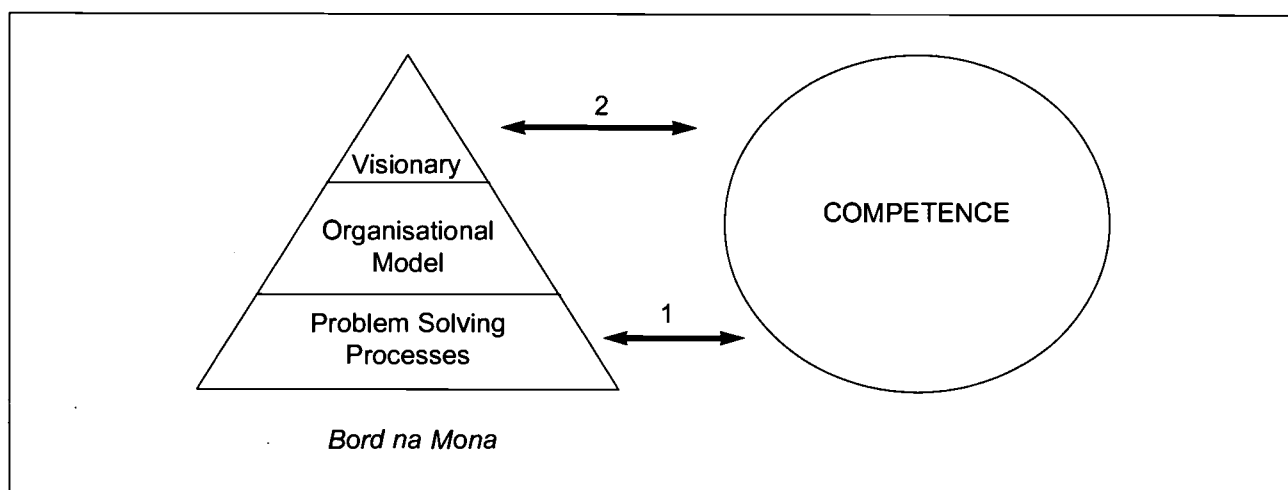 2
Visionary
COMPETENCE
Organisational
Model
1
Problem Solving
Processes
Bord na Mona